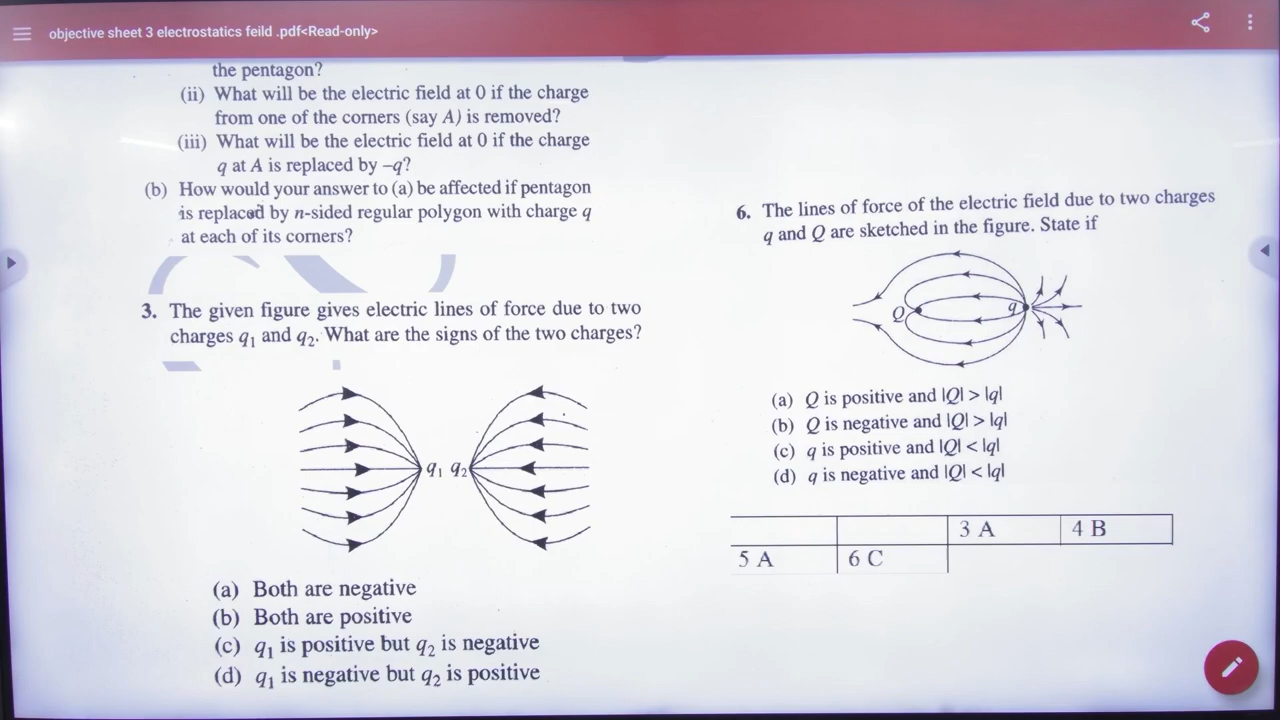 objective sheet 3 electrostatics feild .pdf<Read-only>
the pentagon?
(ii) What will be the electric field at 0 if the charge
from one of the corners (say A) is removed?
(iii) What will be the electric field at 0 if the charge
q at A is replaced by –q?
(b) How would your answer to (a) be affected if pentagon
is replaced by n-sided regular polygon with charge q
at each of its corners?
3. The given figure gives electric lines of force due to two
charges q₁ and q₂. What are the signs of the two charges?
q₁ q₂
(a) Both are negative
(b) Both are positive
(c) q₁ is positive but q₂ is negative
(d) q₁ is negative but q₂ is positive
6. The lines of force of the electric field due to two charges
q and Q are sketched in the figure. State if
Q q
(a) Q is positive and |Q| > |q|
(b) Q is negative and |Q| > |q|
(c) q is positive and |Q| < |q|
(d) q is negative and |Q| < |q|
3 A 4 B
5 A 6 C